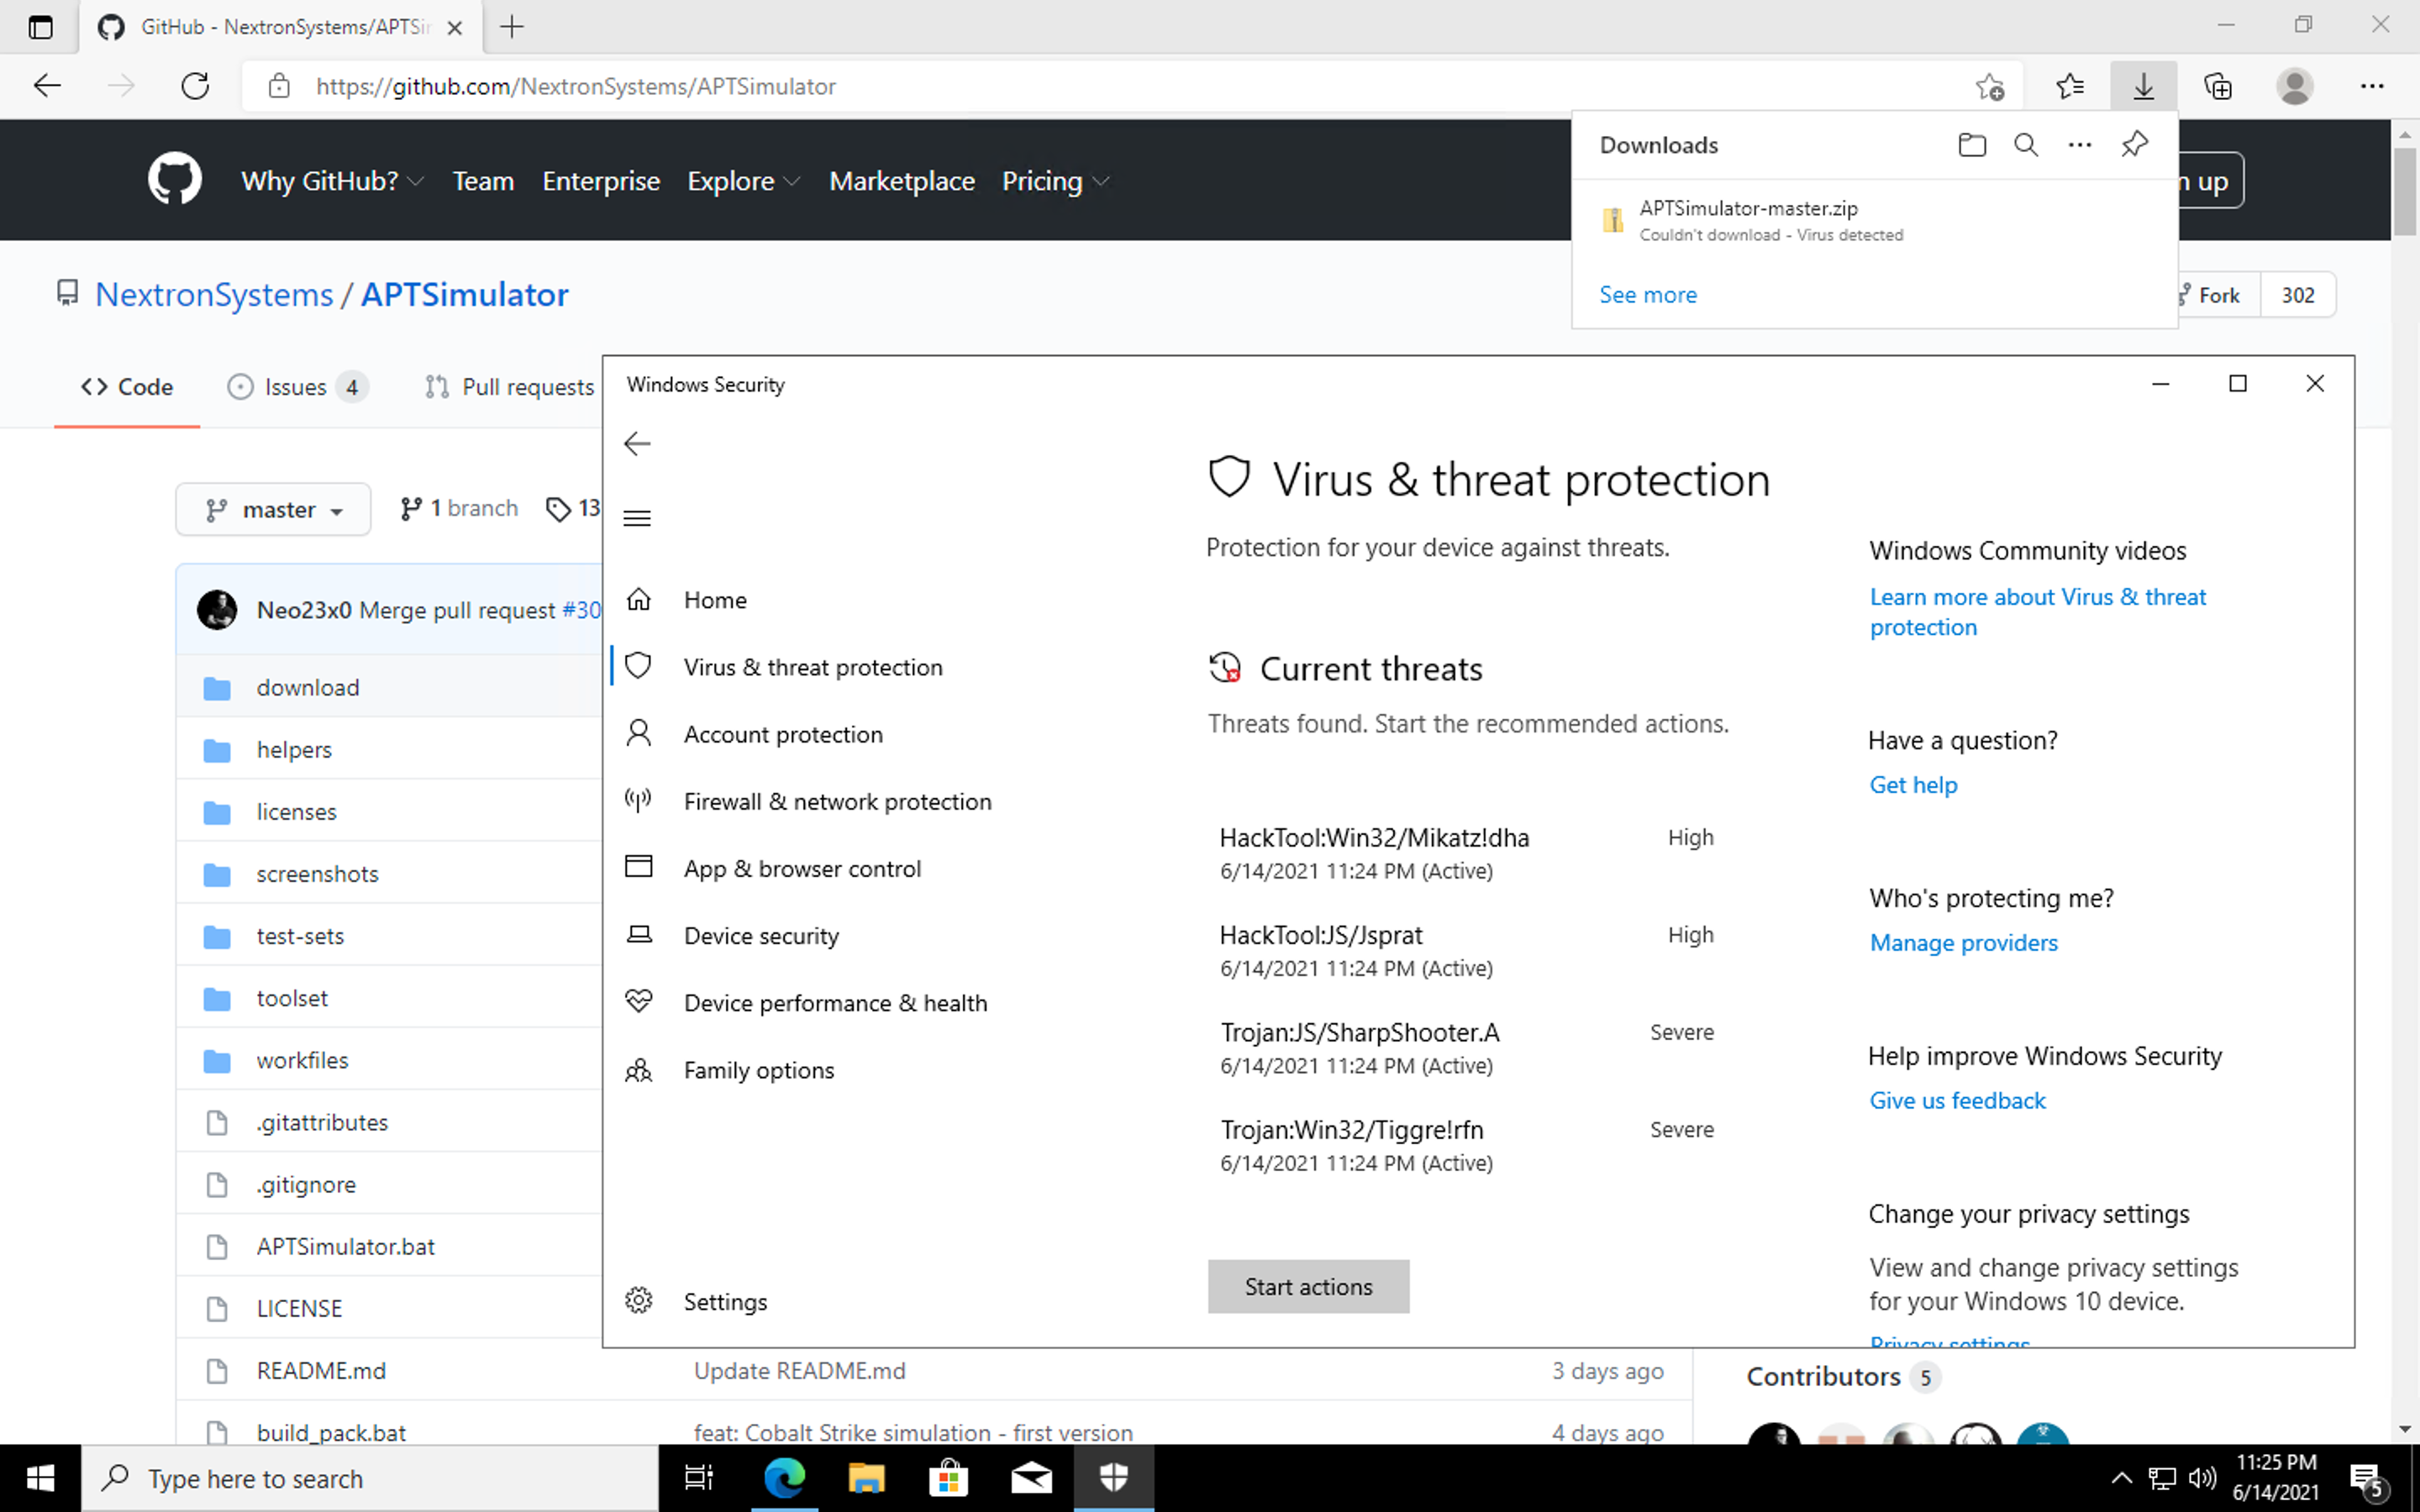 GitHub - NextronSystems/APTSi
https://github.com/NextronSystems/APTSimulator
Downloads
APTSimulator-master.zip
Couldn't download - Virus detected
See more
Why GitHub?
Team
Enterprise
Explore
Marketplace
Pricing
n up
NextronSystems / APTSimulator
Fork
302
Code
Issues 4
Pull requests
master
1 branch
13
Neo23x0 Merge pull request #30
download
helpers
licenses
screenshots
test-sets
toolset
workfiles
.gitattributes
.gitignore
APTSimulator.bat
LICENSE
README.md
Update README.md
3 days ago
build_pack.bat
feat: Cobalt Strike simulation - first version
4 days ago
Contributors 5
Windows Security
Home
Virus & threat protection
Account protection
Firewall & network protection
App & browser control
Device security
Device performance & health
Family options
Settings
Virus & threat protection
Protection for your device against threats.
Current threats
Threats found. Start the recommended actions.
HackTool:Win32/Mikatz!dha
High
6/14/2021 11:24 PM (Active)
HackTool:JS/Jsprat
High
6/14/2021 11:24 PM (Active)
Trojan:JS/SharpShooter.A
Severe
6/14/2021 11:24 PM (Active)
Trojan:Win32/Tiggre!rfn
Severe
6/14/2021 11:24 PM (Active)
Start actions
Windows Community videos
Learn more about Virus & threat
protection
Have a question?
Get help
Who's protecting me?
Manage providers
Help improve Windows Security
Give us feedback
Change your privacy settings
View and change privacy settings
for your Windows 10 device.
Privacy settings
Type here to search
11:25 PM
6/14/2021
5